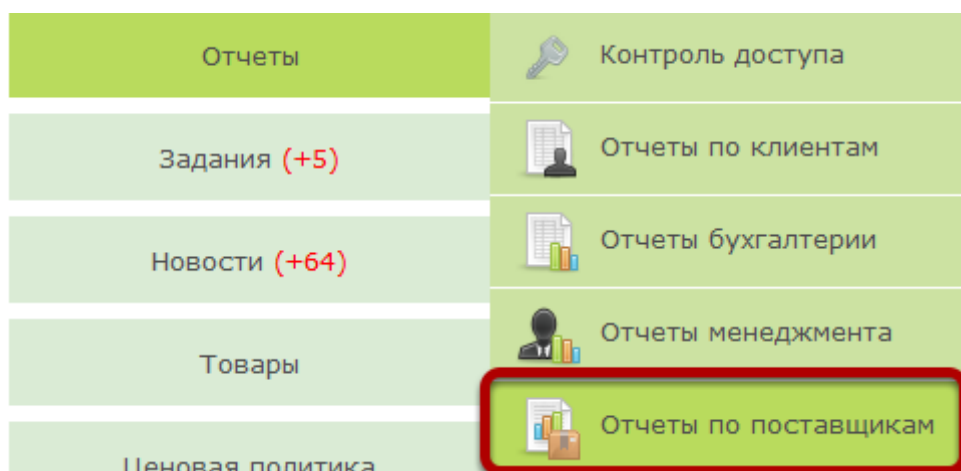 Отчеты
Задания (+5)
Новости (+64)
Товары
Ценовая политика
Контроль доступа
Отчеты по клиентам
Отчеты бухгалтерии
Отчеты менеджмента
Отчеты по поставщикам